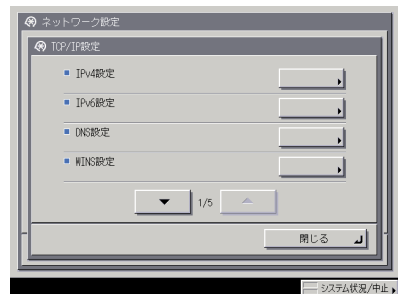 ネットワーク設定
TCP/IP設定
IPv4設定
IPv6設定
DNS設定
WINS設定
1/5
閉じる
システム状況/中止